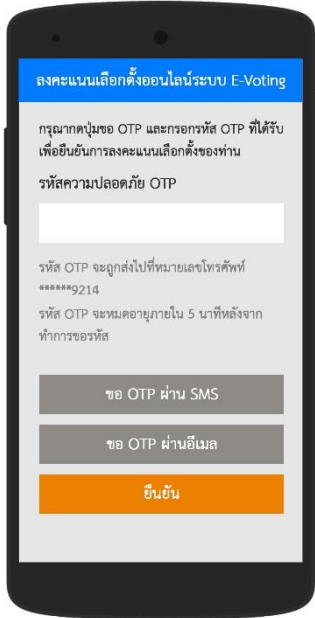 ลงคะแนนเลือกตั้งออนไลน์ระบบ E-Voting
กรุณากดปุ่มขอ OTP และกรอกรหัส OTP ที่ได้รับ
เพื่อยืนยันการลงคะแนนเลือกตั้งของท่าน
รหัสความปลอดภัย OTP
รหัส OTP จะถูกส่งไปที่หมายเลขโทรศัพท์
******9214
รหัส OTP จะหมดอายุภายใน 5 นาทีหลังจาก
ทำการขอรหัส
ขอ OTP ผ่าน SMS
ขอ OTP ผ่านอีเมล
ยืนยัน